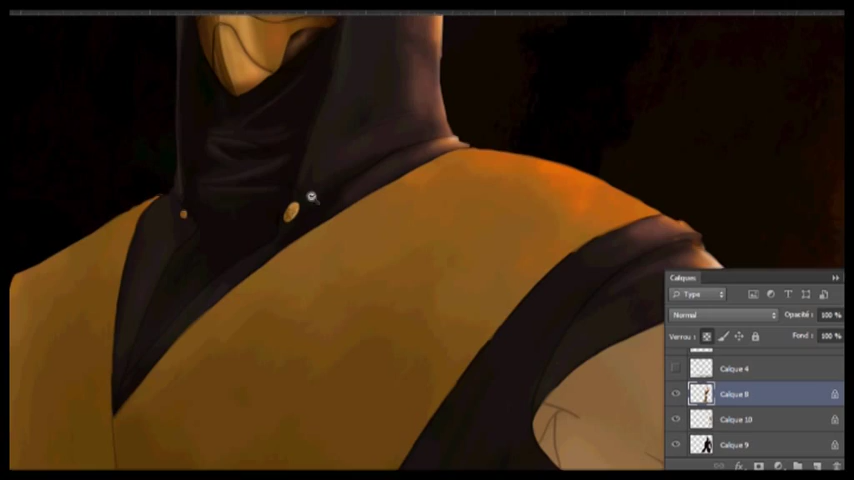 Calques
Type
Normal Opacité : 100 %
Verrou : Fond : 100 %
Calque 4
Calque 8
Calque 10
Calque 9